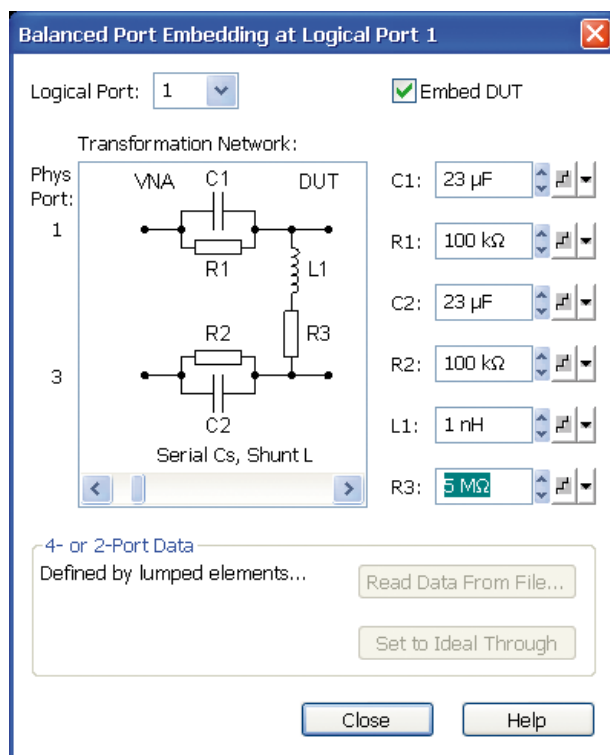 Balanced Port Embedding at Logical Port 1
Logical Port: 1
Embed DUT
Transformation Network:
Phys Port:
1
3
VNA C1 DUT
R1
L1
R2
R3
C2
Serial Cs, Shunt L
C1: 23 µF
R1: 100 kΩ
C2: 23 µF
R2: 100 kΩ
L1: 1 nH
R3: 5 MΩ
4- or 2-Port Data
Defined by lumped elements...
Read Data From File...
Set to Ideal Through
Close
Help